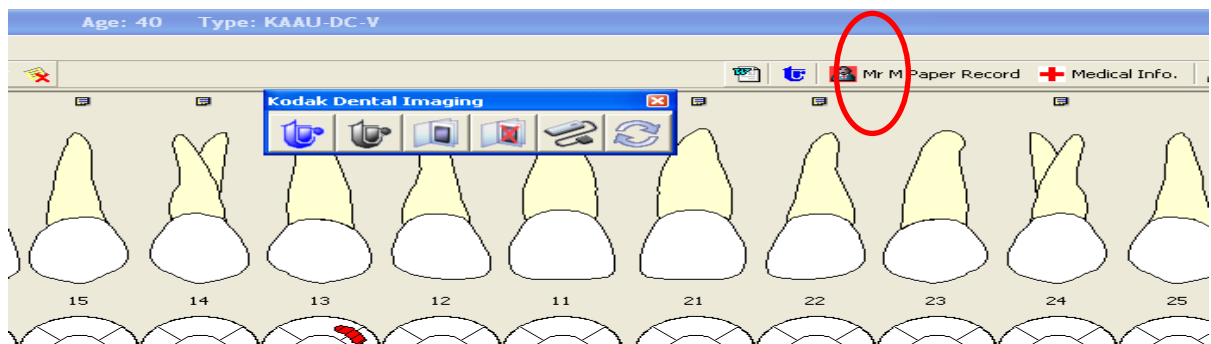 Age: 40 Type: KAAU-DC-V
Mr M Paper Record Medical Info.
Kodak Dental Imaging
15 14 13 12 11 21 22 23 24 25